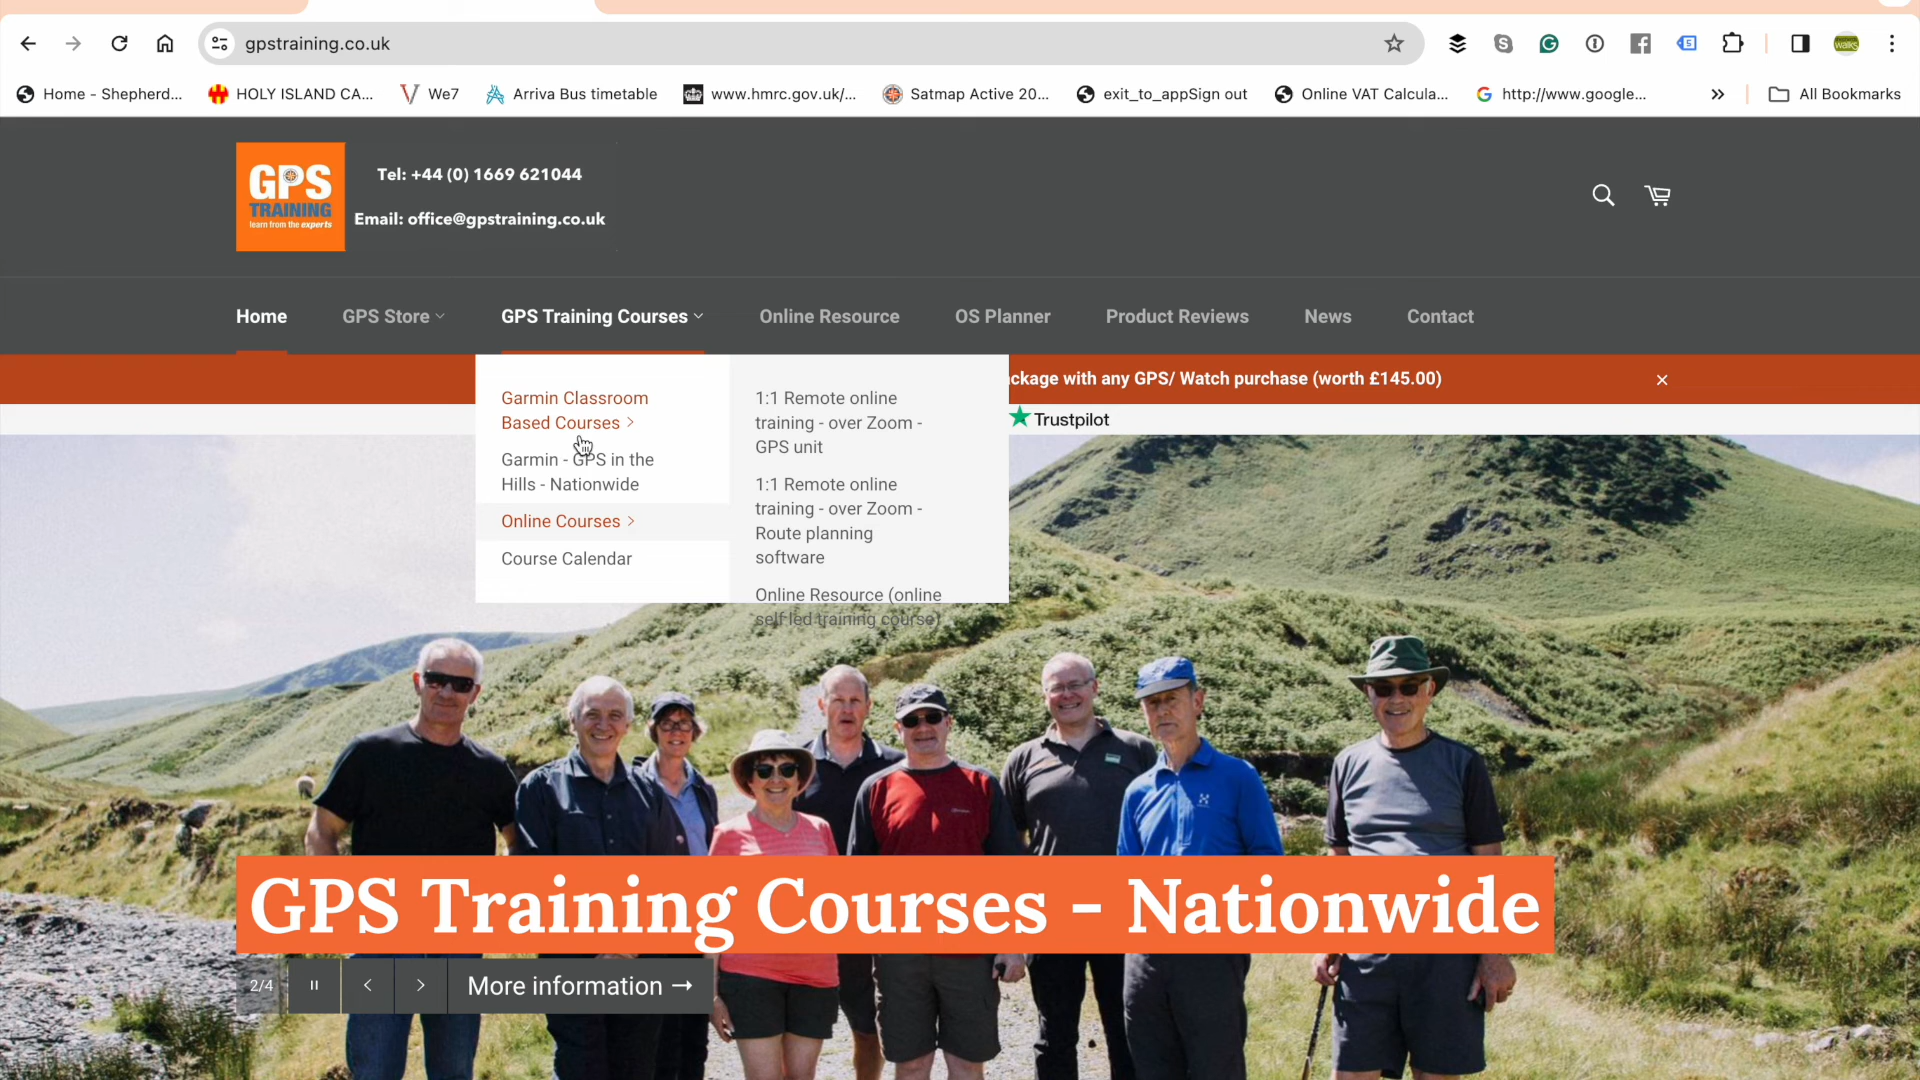 gpstraining.co.uk
Home - Shepherd...
HOLY ISLAND CA...
We7
Arriva Bus timetable
www.hmrc.gov.uk/...
Satmap Active 20...
exit_to_appSign out
Online VAT Calcula...
http://www.google...
All Bookmarks
GPS
TRAINING
learn from the experts
Tel: +44 (0) 1669 621044
Email: office@gpstraining.co.uk
Home
GPS Store
GPS Training Courses
Online Resource
OS Planner
Product Reviews
News
Contact
ckage with any GPS/ Watch purchase (worth £145.00)
Trustpilot
Garmin Classroom
Based Courses
Garmin - GPS in the
Hills - Nationwide
Online Courses
Course Calendar
1:1 Remote online
training - over Zoom -
GPS unit
1:1 Remote online
training - over Zoom -
Route planning
software
Online Resource (online
self led training course)
GPS Training Courses - Nationwide
2/4
More information →